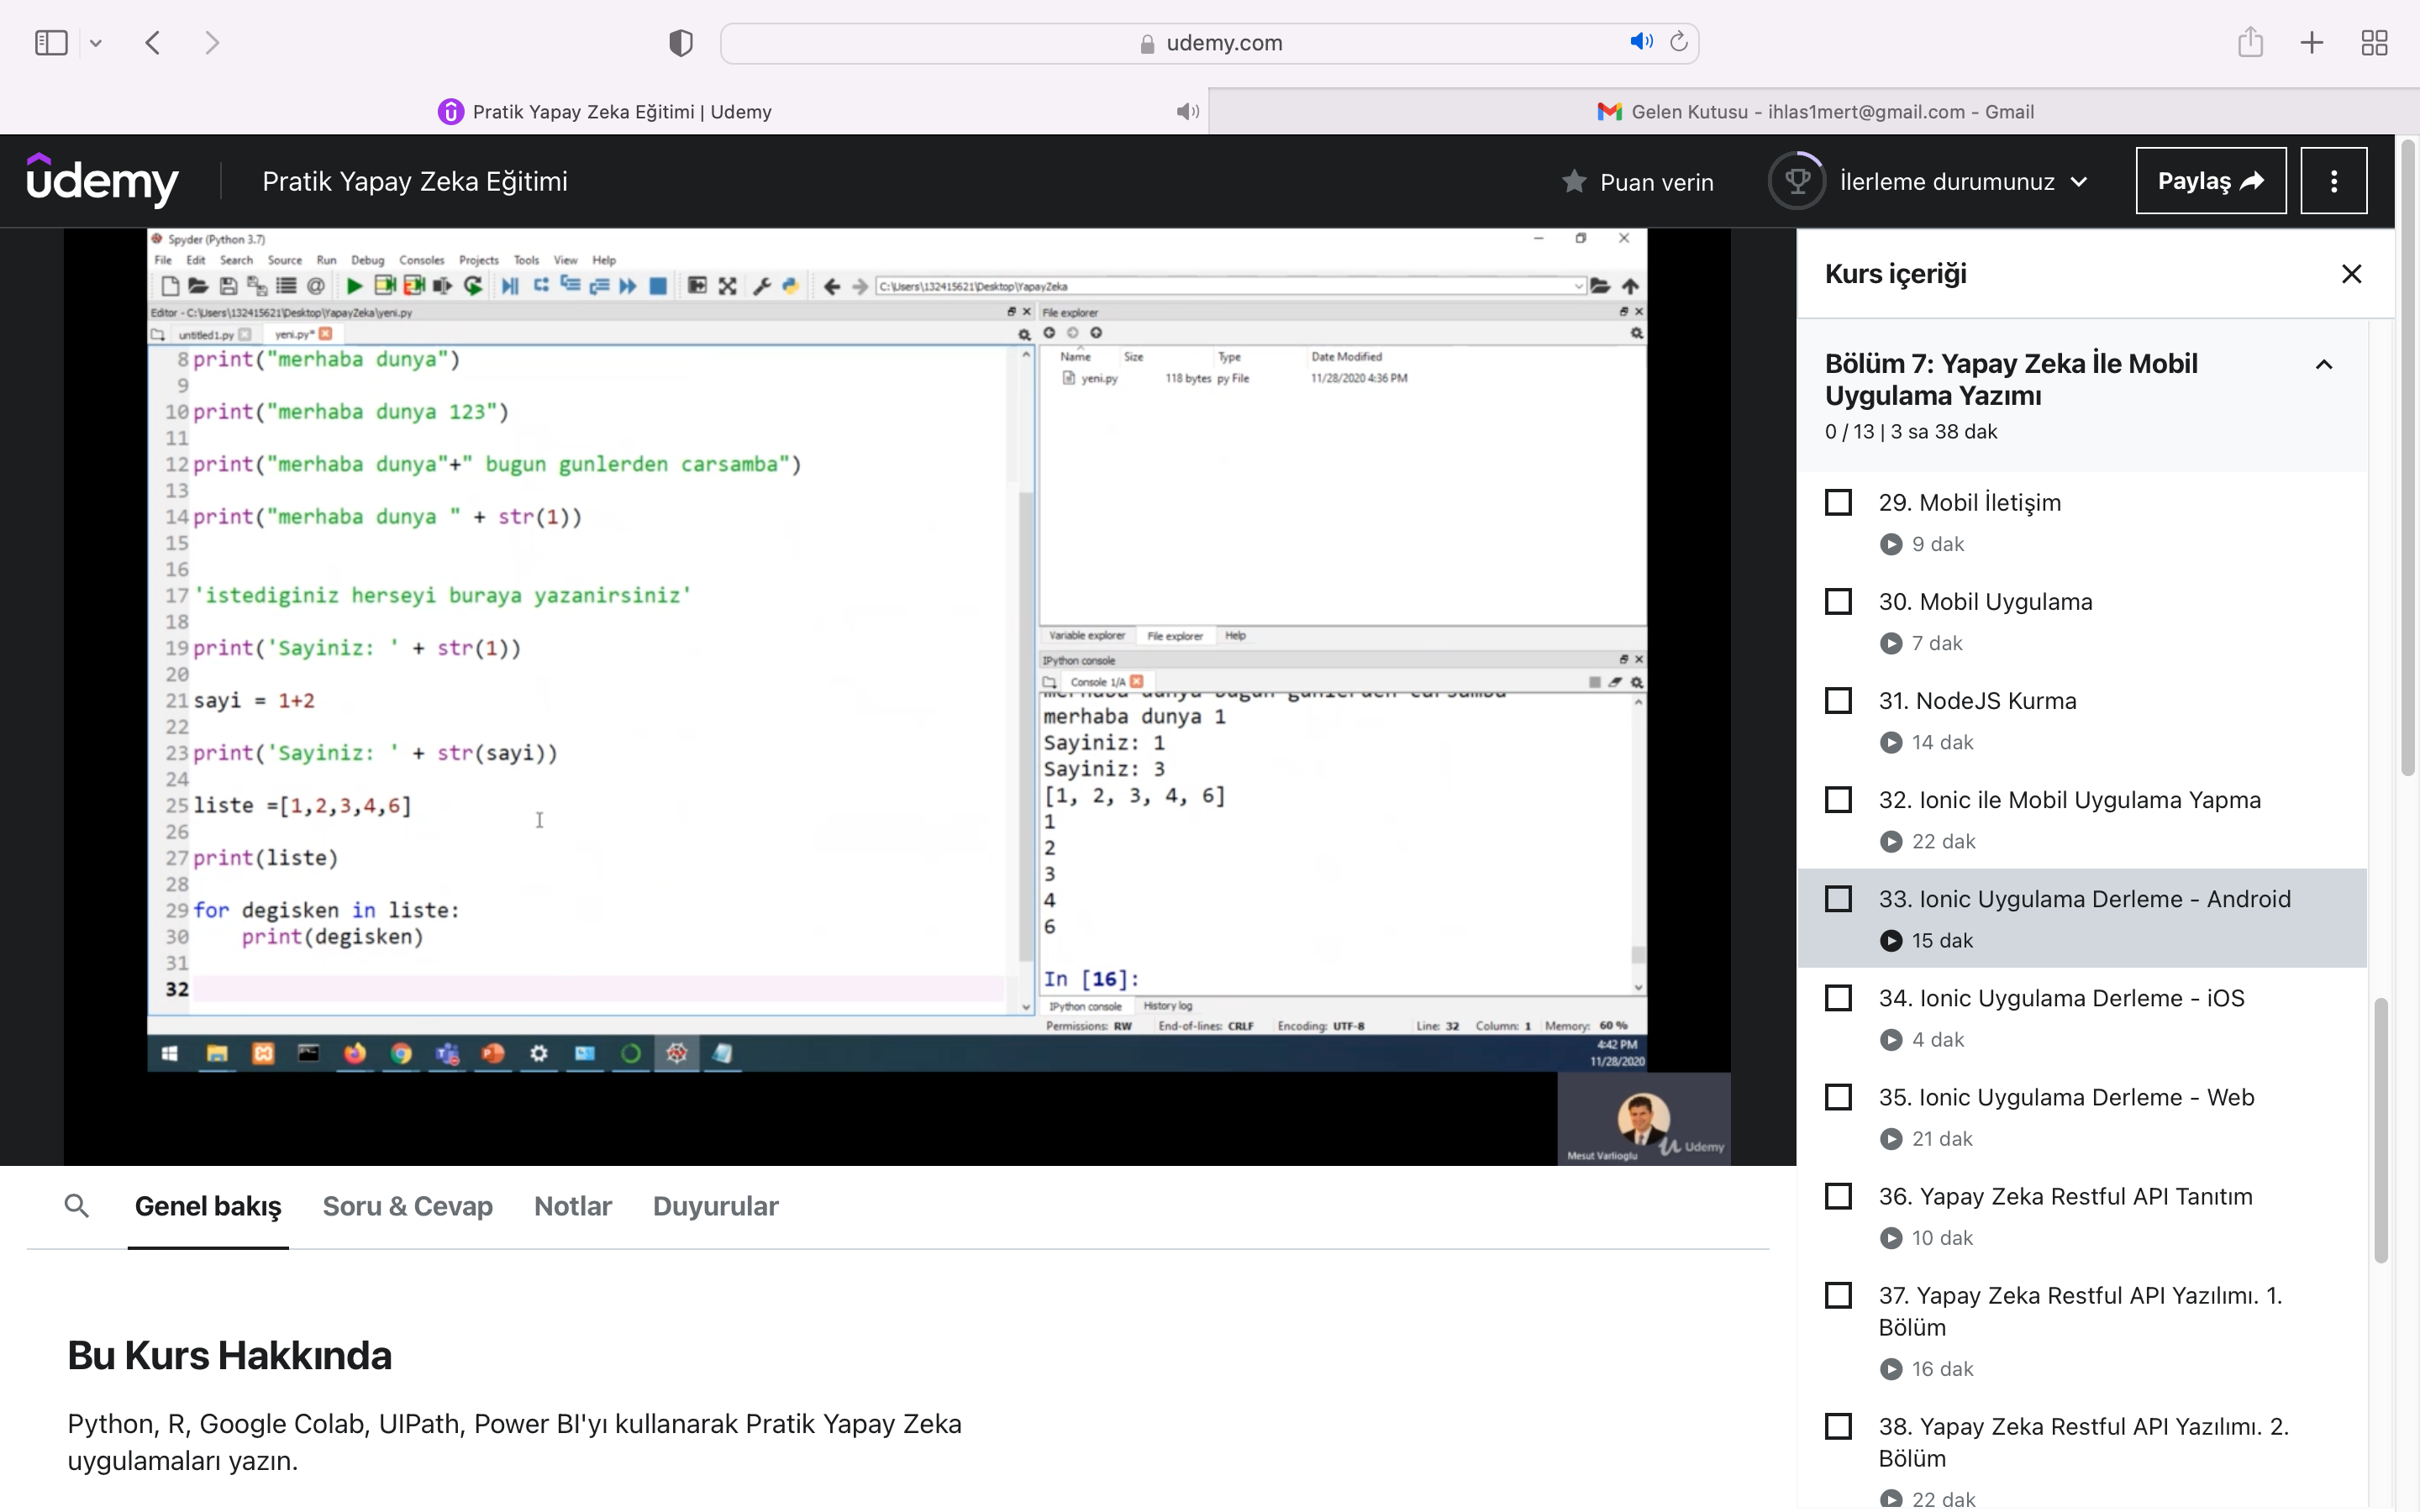 udemy.com
Pratik Yapay Zeka Eğitimi | Udemy
Gelen Kutusu - ihlas1mert@gmail.com - Gmail
udemy
Pratik Yapay Zeka Eğitimi
Puan verin
İlerleme durumunuz
Paylaş
Spyder (Python 3.7)
File Edit Search Source Run Debug Consoles Projects Tools View Help
C:\Users\132415621\Desktop\YapayZeka
Editor - C:\Users\132415621\Desktop\YapayZeka\yeni.py
untitled1.py
yeni.py*
8 print("merhaba dunya")
9
10 print("merhaba dunya 123")
11
12 print("merhaba dunya"+" bugun gunlerden carsamba")
13
14 print("merhaba dunya " + str(1))
15
16
17 'istediginiz herseyi buraya yazanirsiniz'
18
19 print('Sayiniz: ' + str(1))
20
21 sayi = 1+2
22
23 print('Sayiniz: ' + str(sayi))
24
25 liste =[1,2,3,4,6]
26
27 print(liste)
28
29 for degisken in liste:
30     print(degisken)
31
32
File explorer
Name Size Type Date Modified
yeni.py 118 bytes py File 11/28/2020 4:36 PM
Variable explorer File explorer Help
IPython console
Console 1/A
merhaba dunya bugun gunlerden carsamba
merhaba dunya 1
Sayiniz: 1
Sayiniz: 3
[1, 2, 3, 4, 6]
1
2
3
4
6
In [16]:
IPython console History log
Permissions: RW End-of-lines: CRLF Encoding: UTF-8 Line: 32 Column: 1 Memory: 60 %
4:42 PM
11/28/2020
Mesut Varlioglu
Udemy
Kurs içeriği
Bölüm 7: Yapay Zeka İle Mobil
Uygulama Yazımı
0 / 13 | 3 sa 38 dak
29. Mobil İletişim
9 dak
30. Mobil Uygulama
7 dak
31. NodeJS Kurma
14 dak
32. Ionic ile Mobil Uygulama Yapma
22 dak
33. Ionic Uygulama Derleme - Android
15 dak
34. Ionic Uygulama Derleme - iOS
4 dak
35. Ionic Uygulama Derleme - Web
21 dak
36. Yapay Zeka Restful API Tanıtım
10 dak
37. Yapay Zeka Restful API Yazılımı. 1.
Bölüm
16 dak
38. Yapay Zeka Restful API Yazılımı. 2.
Bölüm
22 dak
Genel bakış
Soru & Cevap
Notlar
Duyurular
Bu Kurs Hakkında
Python, R, Google Colab, UIPath, Power BI'yı kullanarak Pratik Yapay Zeka
uygulamaları yazın.